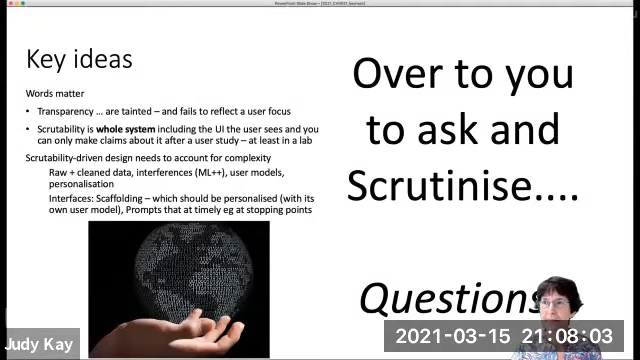 PowerPoint Slide Show - [2021_CHIIR21_keynote]
Key ideas
Words matter
• Transparency ... are tainted – and fails to reflect a user focus
• Scrutability is whole system including the UI the user sees and you
can only make claims about it after a user study – at least in a lab
Scrutability-driven design needs to account for complexity
Raw + cleaned data, interferences (ML++), user models,
personalisation
Interfaces: Scaffolding – which should be personalised (with its
own user model), Prompts that at timely eg at stopping points
Over to you
to ask and
Scrutinise....
Questions
Judy Kay
2021-03-15 21:08:03